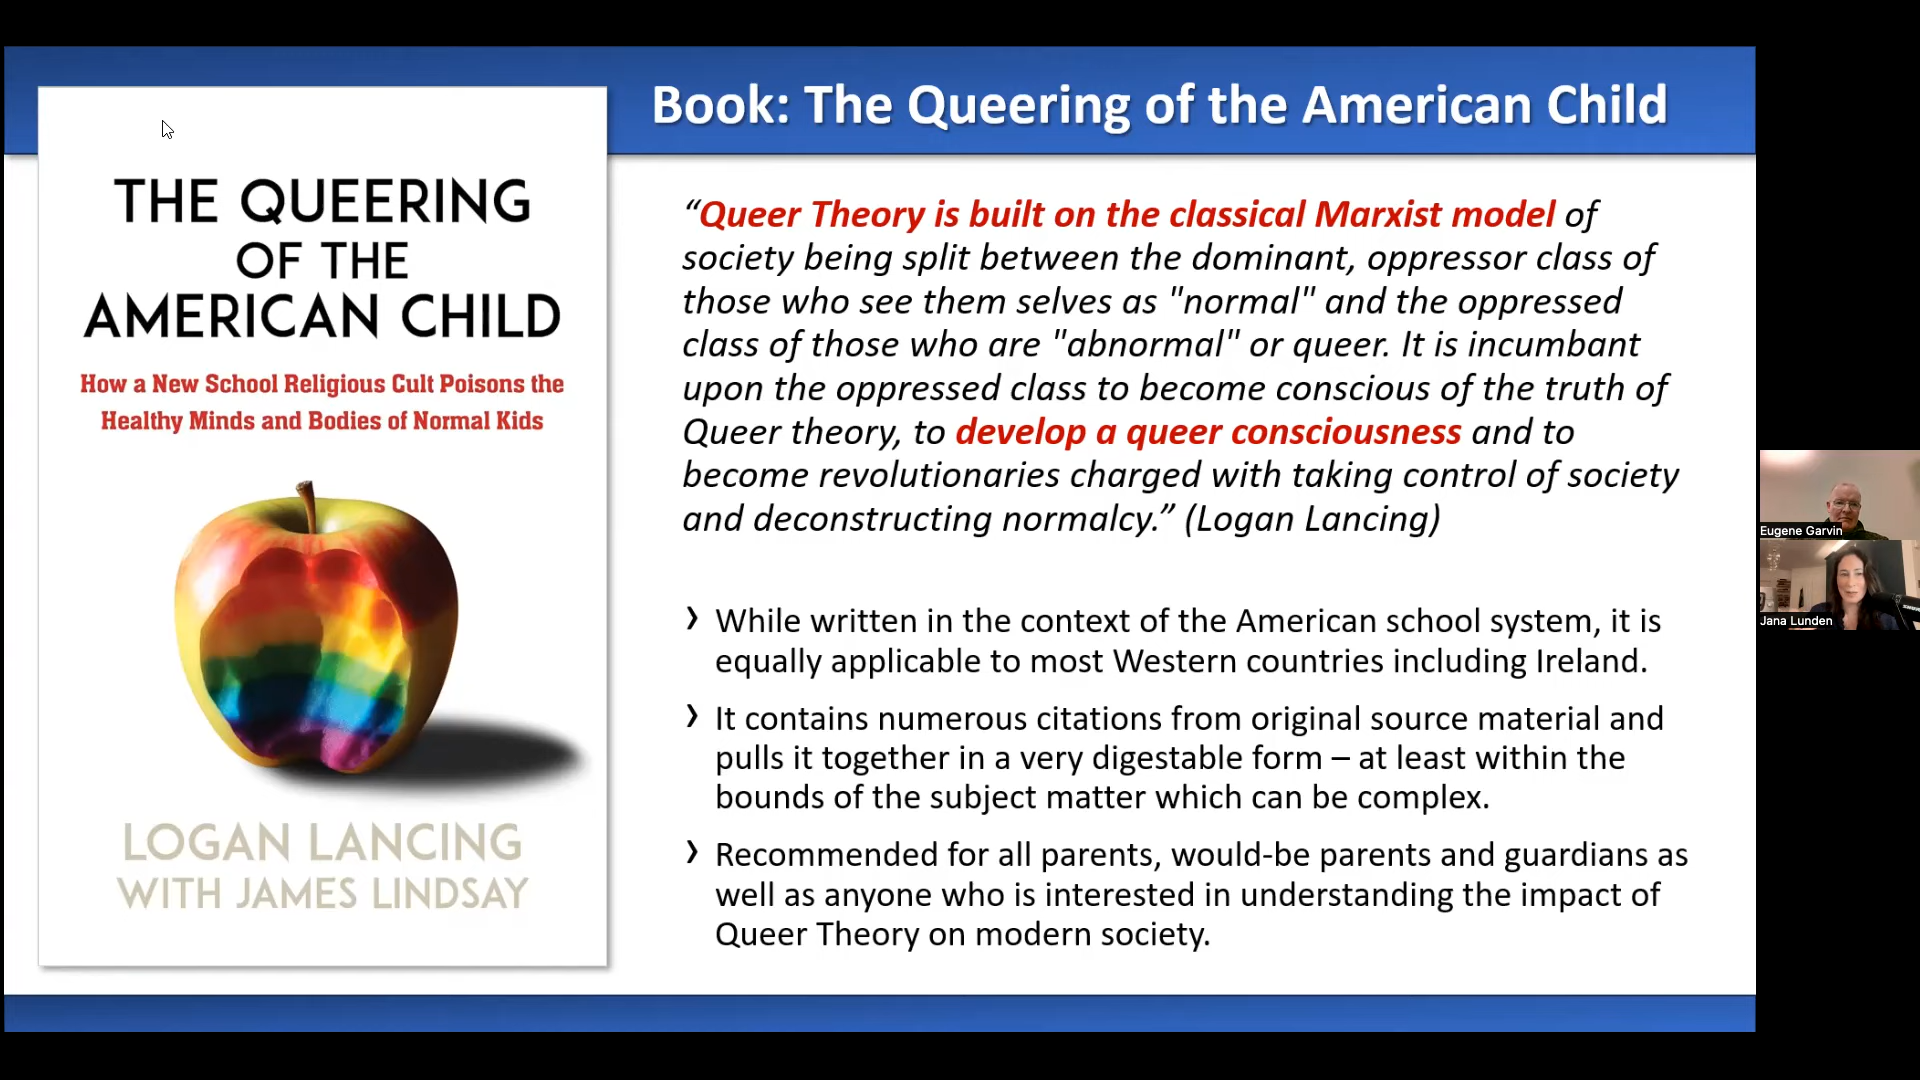 Book: The Queering of the American Child
THE QUEERING
OF THE
AMERICAN CHILD
How a New School Religious Cult Poisons the
Healthy Minds and Bodies of Normal Kids
LOGAN LANCING
WITH JAMES LINDSAY
“Queer Theory is built on the classical Marxist model of
society being split between the dominant, oppressor class of
those who see them selves as "normal" and the oppressed
class of those who are "abnormal" or queer. It is incumbant
upon the oppressed class to become conscious of the truth of
Queer theory, to develop a queer consciousness and to
become revolutionaries charged with taking control of society
and deconstructing normalcy.” (Logan Lancing)
› While written in the context of the American school system, it is
equally applicable to most Western countries including Ireland.
› It contains numerous citations from original source material and
pulls it together in a very digestable form – at least within the
bounds of the subject matter which can be complex.
› Recommended for all parents, would-be parents and guardians as
well as anyone who is interested in understanding the impact of
Queer Theory on modern society.
Eugene Garvin
Jana Lunden